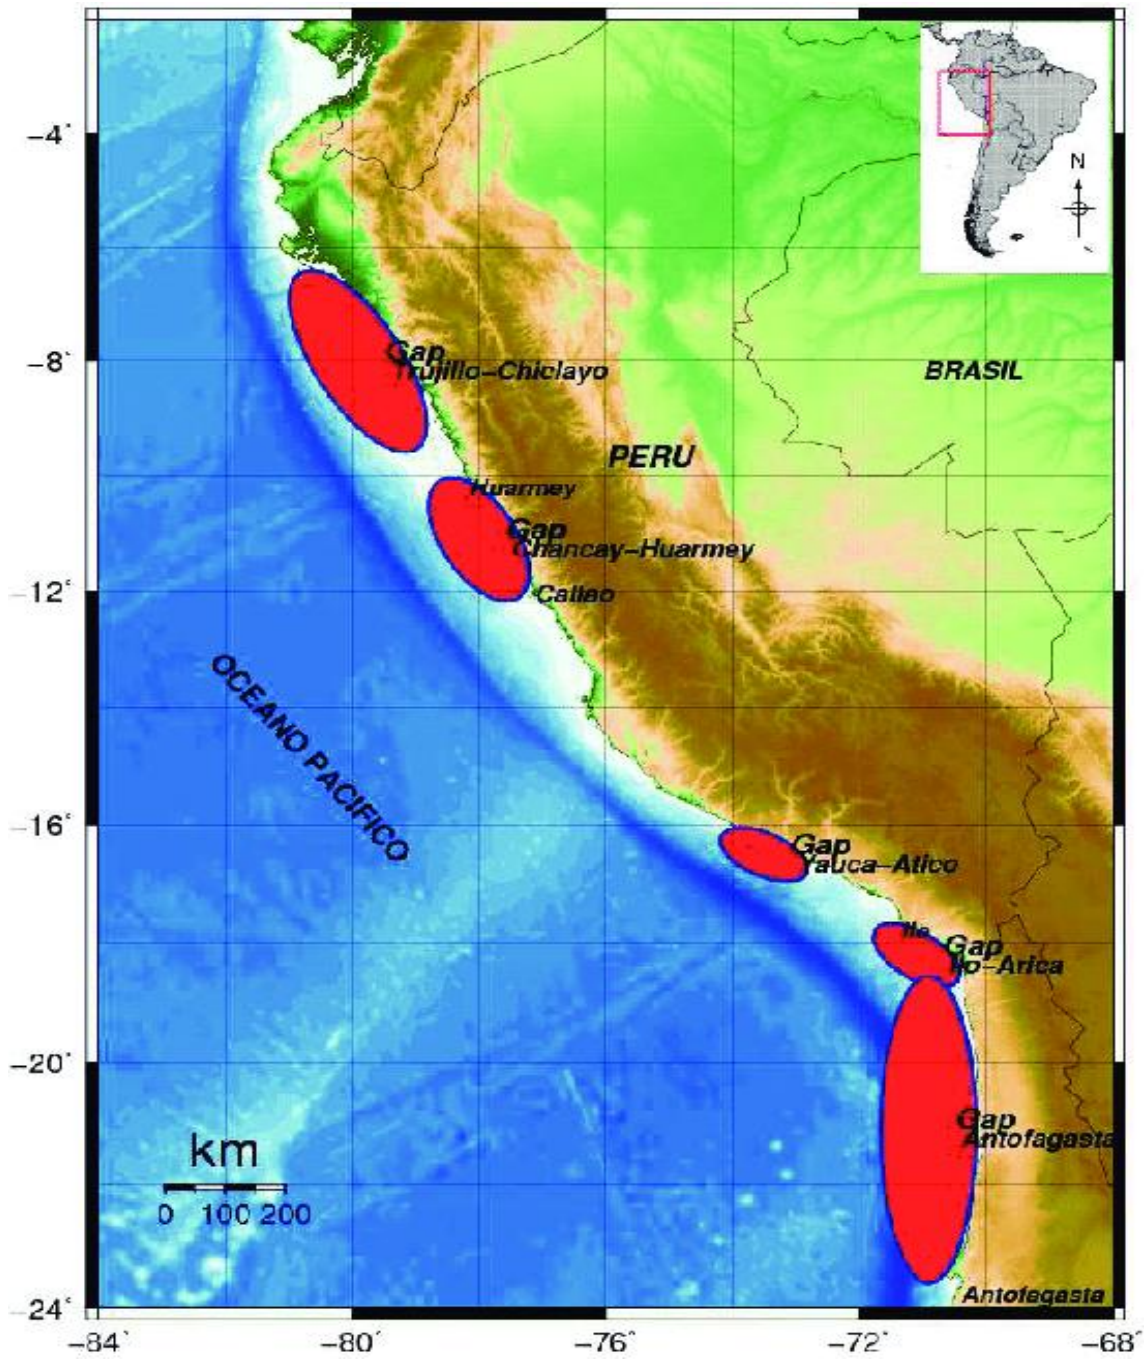 N
-4°
-8°
-12°
-16°
-20°
-24°
Gap
Trujillo-Chiclayo
BRASIL
PERU
Huarmey
Gap
Chancay-Huarmey
Callao
OCEANO PACIFICO
Gap
Yauca-Atico
Ilo
Gap
Ilo-Arica
Gap
Antofagasta
km
0 100 200
Antofagasta
-84° -80° -76° -72° -68°